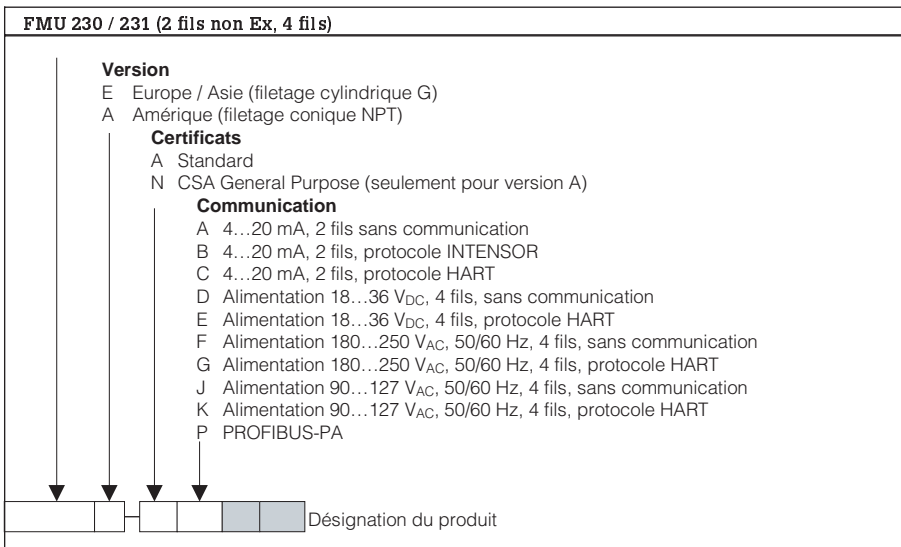 FMU 230 / 231 (2 fils non Ex, 4 fils)
Version
E Europe / Asie (filetage cylindrique G)
A Amérique (filetage conique NPT)
Certificats
A Standard
N CSA General Purpose (seulement pour version A)
Communication
A 4…20 mA, 2 fils sans communication
B 4…20 mA, 2 fils, protocole INTENSOR
C 4…20 mA, 2 fils, protocole HART
D Alimentation 18…36 VDC, 4 fils, sans communication
E Alimentation 18…36 VDC, 4 fils, protocole HART
F Alimentation 180…250 VAC, 50/60 Hz, 4 fils, sans communication
G Alimentation 180…250 VAC, 50/60 Hz, 4 fils, protocole HART
J Alimentation 90…127 VAC, 50/60 Hz, 4 fils, sans communication
K Alimentation 90…127 VAC, 50/60 Hz, 4 fils, protocole HART
P PROFIBUS-PA
Désignation du produit